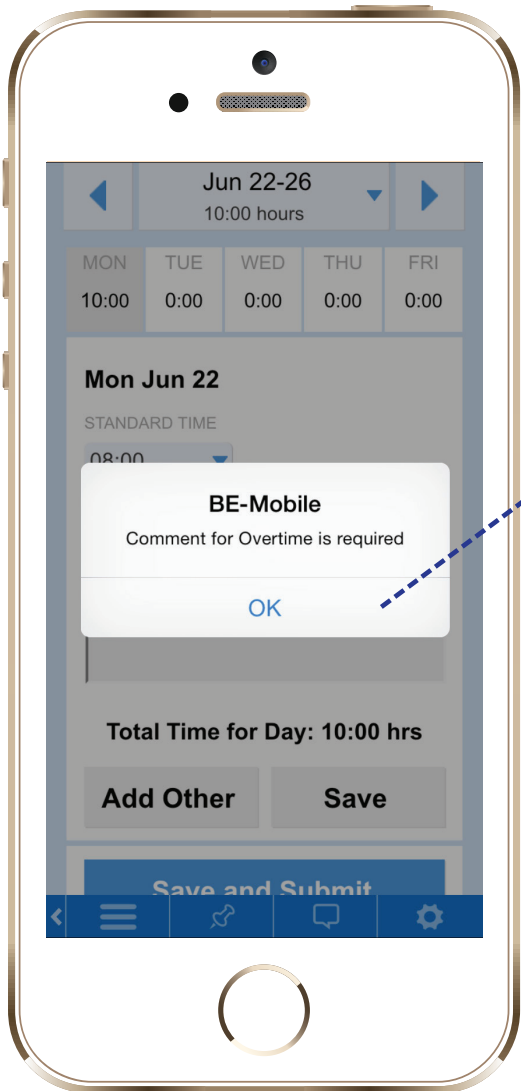 Jun 22-26
10:00 hours
MON TUE WED THU FRI
10:00 0:00 0:00 0:00 0:00
Mon Jun 22
STANDARD TIME
08:00
BE-Mobile
Comment for Overtime is required
OK
Total Time for Day: 10:00 hrs
Add Other Save
Save and Submit